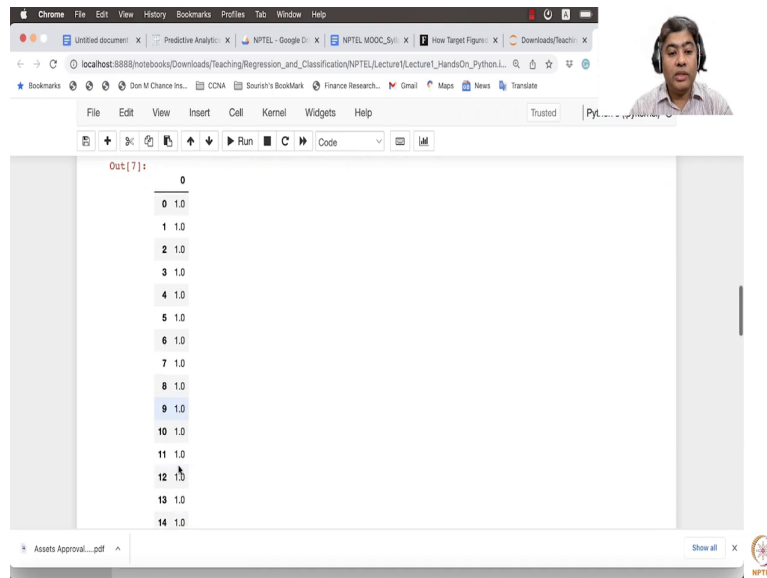 Chrome File Edit View History Bookmarks Profiles Tab Window Help
Untitled document Predictive Analytic NPTEL - Google Dr NPTEL MOOC_Syll How Target Figured Downloads/Teachin
localhost:8888/notebooks/Downloads/Teaching/Regression_and_Classification/NPTEL/Lecture1/Lecture1_HandsOn_Python.i...
Bookmarks Don M Chance Ins... CCNA Sourish's BookMark Finance Research... Gmail Maps News Translate
File Edit View Insert Cell Kernel Widgets Help Trusted
Run Code
Out[7]:
0
0 1.0
1 1.0
2 1.0
3 1.0
4 1.0
5 1.0
6 1.0
7 1.0
8 1.0
9 1.0
10 1.0
11 1.0
12 1.0
13 1.0
14 1.0
Assets Approval.....pdf Show all